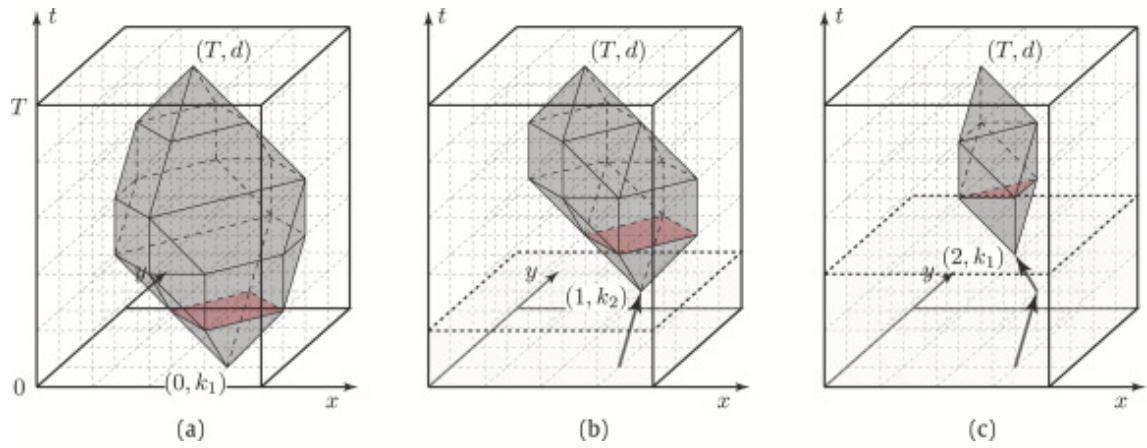 t
(T, d)
T
y
(0, k₁)
0
x
(a)
t
(T, d)
y
(1, k₂)
x
(b)
t
(T, d)
(2, k₁)
y
x
(c)